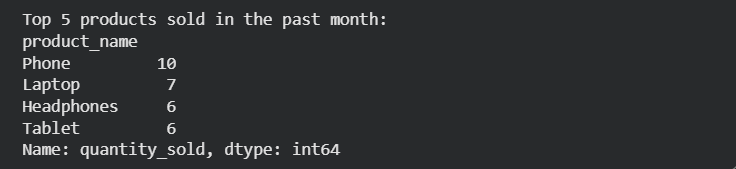 Top 5 products sold in the past month:
product_name
Phone         10
Laptop         7
Headphones     6
Tablet         6
Name: quantity_sold, dtype: int64